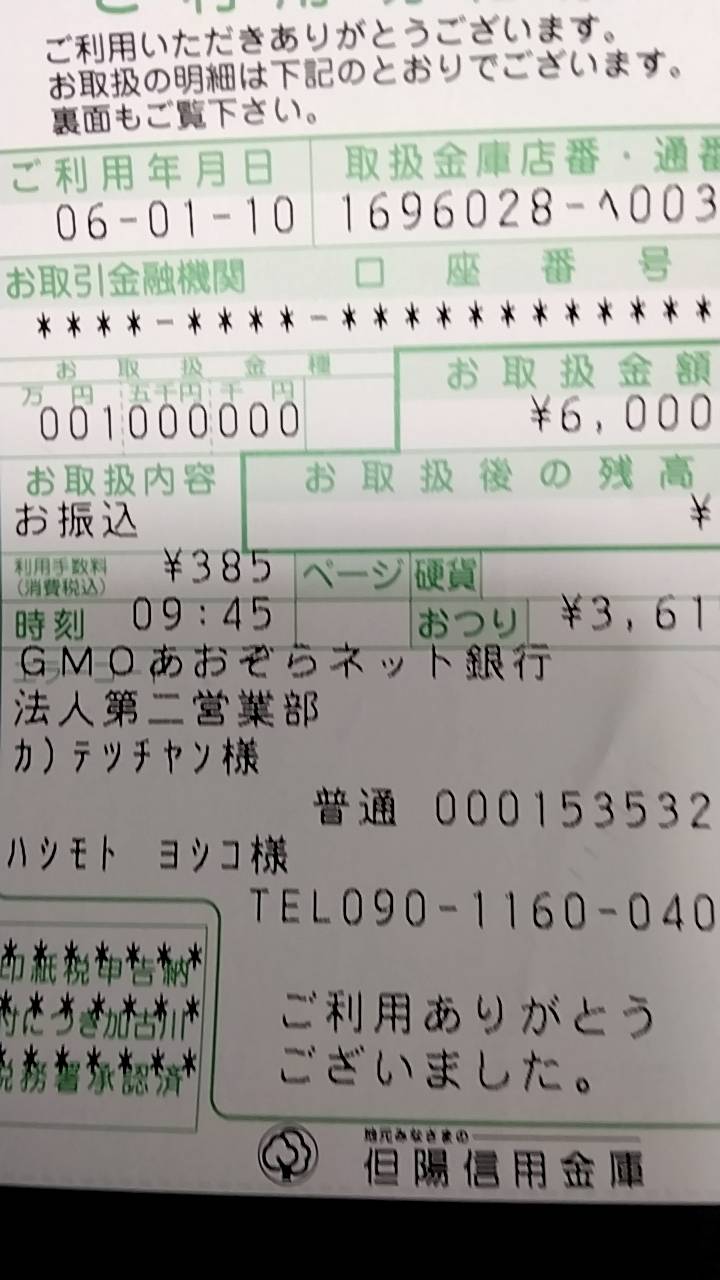 ご利用いただきありがとうございます。
お取扱の明細は下記のとおりでございます。
裏面もご覧下さい。
ご利用年月日 取扱金庫店番・通番
06-01-10 1696028-ヘ003
お取引金融機関 口座番号
****-****-************
お取扱金種 お取扱金額
万円 五千円 千円
001000000 ¥6,000
お取扱内容 お取扱後の残高
お振込 ¥
利用手数料 ¥385 ページ 硬貨
(消費税込)
時刻 09:45 おつり ¥3,61
GMOあおぞらネット銀行
法人第二営業部
カ)テツチヤン様
普通 000153532
ハシモト ヨシコ様
TEL090-1160-040
*******
印紙税申告納
*******
付につき加古川
*******
税務署承認済
ご利用ありがとう
ございました。
地元みなさまの
但陽信用金庫